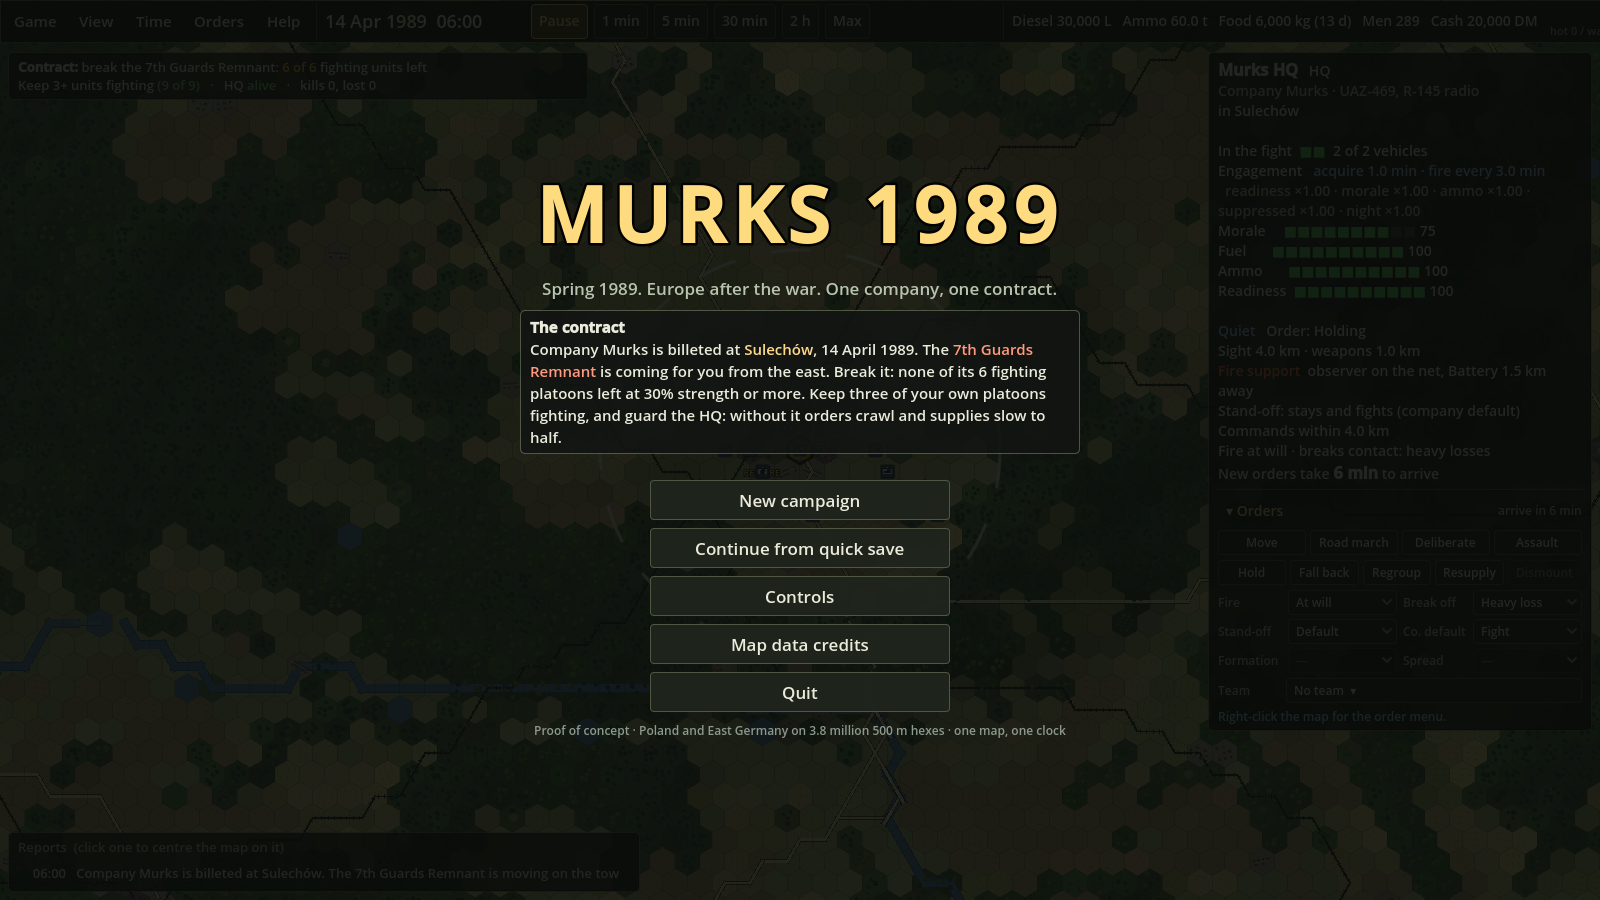 Game View Time Orders Help 14 Apr 1989 06:00 Pause 1 min 5 min 30 min 2 h Max Diesel 30,000 L Ammo 60.0 t Food 6,000 kg (13 d) Men 289 Cash 20,000 DM
hot 0 /
Contract: break the 7th Guards Remnant: 6 of 6 fighting units left
Keep 3+ units fighting (9 of 9) · HQ alive · kills 0, lost 0
Murks HQ HQ
Company Murks · UAZ-469, R-145 radio
in Sulechów
In the fight 2 of 2 vehicles
Engagement acquire 1.0 min · fire every 3.0 min
readiness ×1.00 · morale ×1.00 · ammo ×1.00 ·
suppressed ×1.00 · night ×1.00
Morale 75
Fuel 100
Ammo 100
Readiness 100
Quiet Order: Holding
Sight 4.0 km · weapons 1.0 km
Fire support observer on the net, Battery 1.5 km
away
Stand-off: stays and fights (company default)
Commands within 4.0 km
Fire at will · breaks contact: heavy losses
New orders take 6 min to arrive
▾ Orders arrive in 6 min
Move Road march Deliberate Assault
Hold Fall back Regroup Resupply Dismount
Fire At will Break off Heavy loss
Stand-off Default Co. default Fight
Formation --- Spread ---
Team No team ▾
Right-click the map for the order menu.
MURKS 1989
Spring 1989. Europe after the war. One company, one contract.
The contract
Company Murks is billeted at Sulechów, 14 April 1989. The 7th Guards
Remnant is coming for you from the east. Break it: none of its 6 fighting
platoons left at 30% strength or more. Keep three of your own platoons
fighting, and guard the HQ: without it orders crawl and supplies slow to
half.
New campaign
Continue from quick save
Controls
Map data credits
Quit
Proof of concept · Poland and East Germany on 3.8 million 500 m hexes · one map, one clock
Reports (click one to centre the map on it)
06:00 Company Murks is billeted at Sulechów. The 7th Guards Remnant is moving on the tow